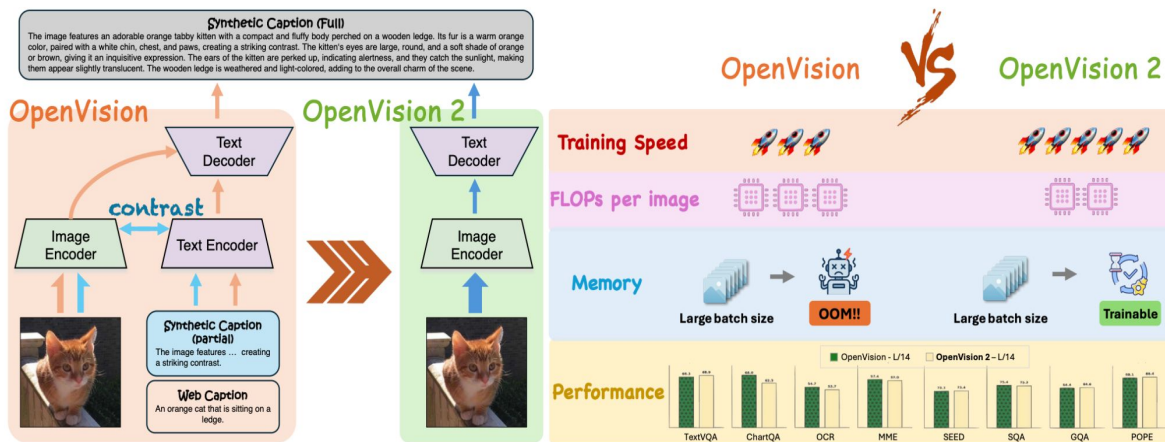 Synthetic Caption (Full)
The image features an adorable orange tabby kitten with a compact and fluffy body perched on a wooden ledge. Its fur is a warm orange
color, paired with a white chin, chest, and paws, creating a striking contrast. The kitten's eyes are large, round, and a soft shade of orange
or brown, giving it an inquisitive expression. The ears of the kitten are perked up, indicating alertness, and they catch the sunlight, making
them appear slightly translucent. The wooden ledge is weathered and light-colored, adding to the overall charm of the scene.
OpenVision
OpenVision 2
Text
Decoder
contrast
Image
Encoder
Text Encoder
Synthetic Caption
(partial)
The image features ... creating
a striking contrast.
Web Caption
An orange cat that is sitting on a
ledge.
Text
Decoder
Image
Encoder
OpenVision
VS
OpenVision 2
Training Speed
FLOPs per image
Memory
Large batch size
OOM!!
Large batch size
Trainable
Performance
OpenVision - L/14
OpenVision 2 – L/14
TextVQA
ChartQA
OCR
MME
SEED
SQA
GQA
POPE